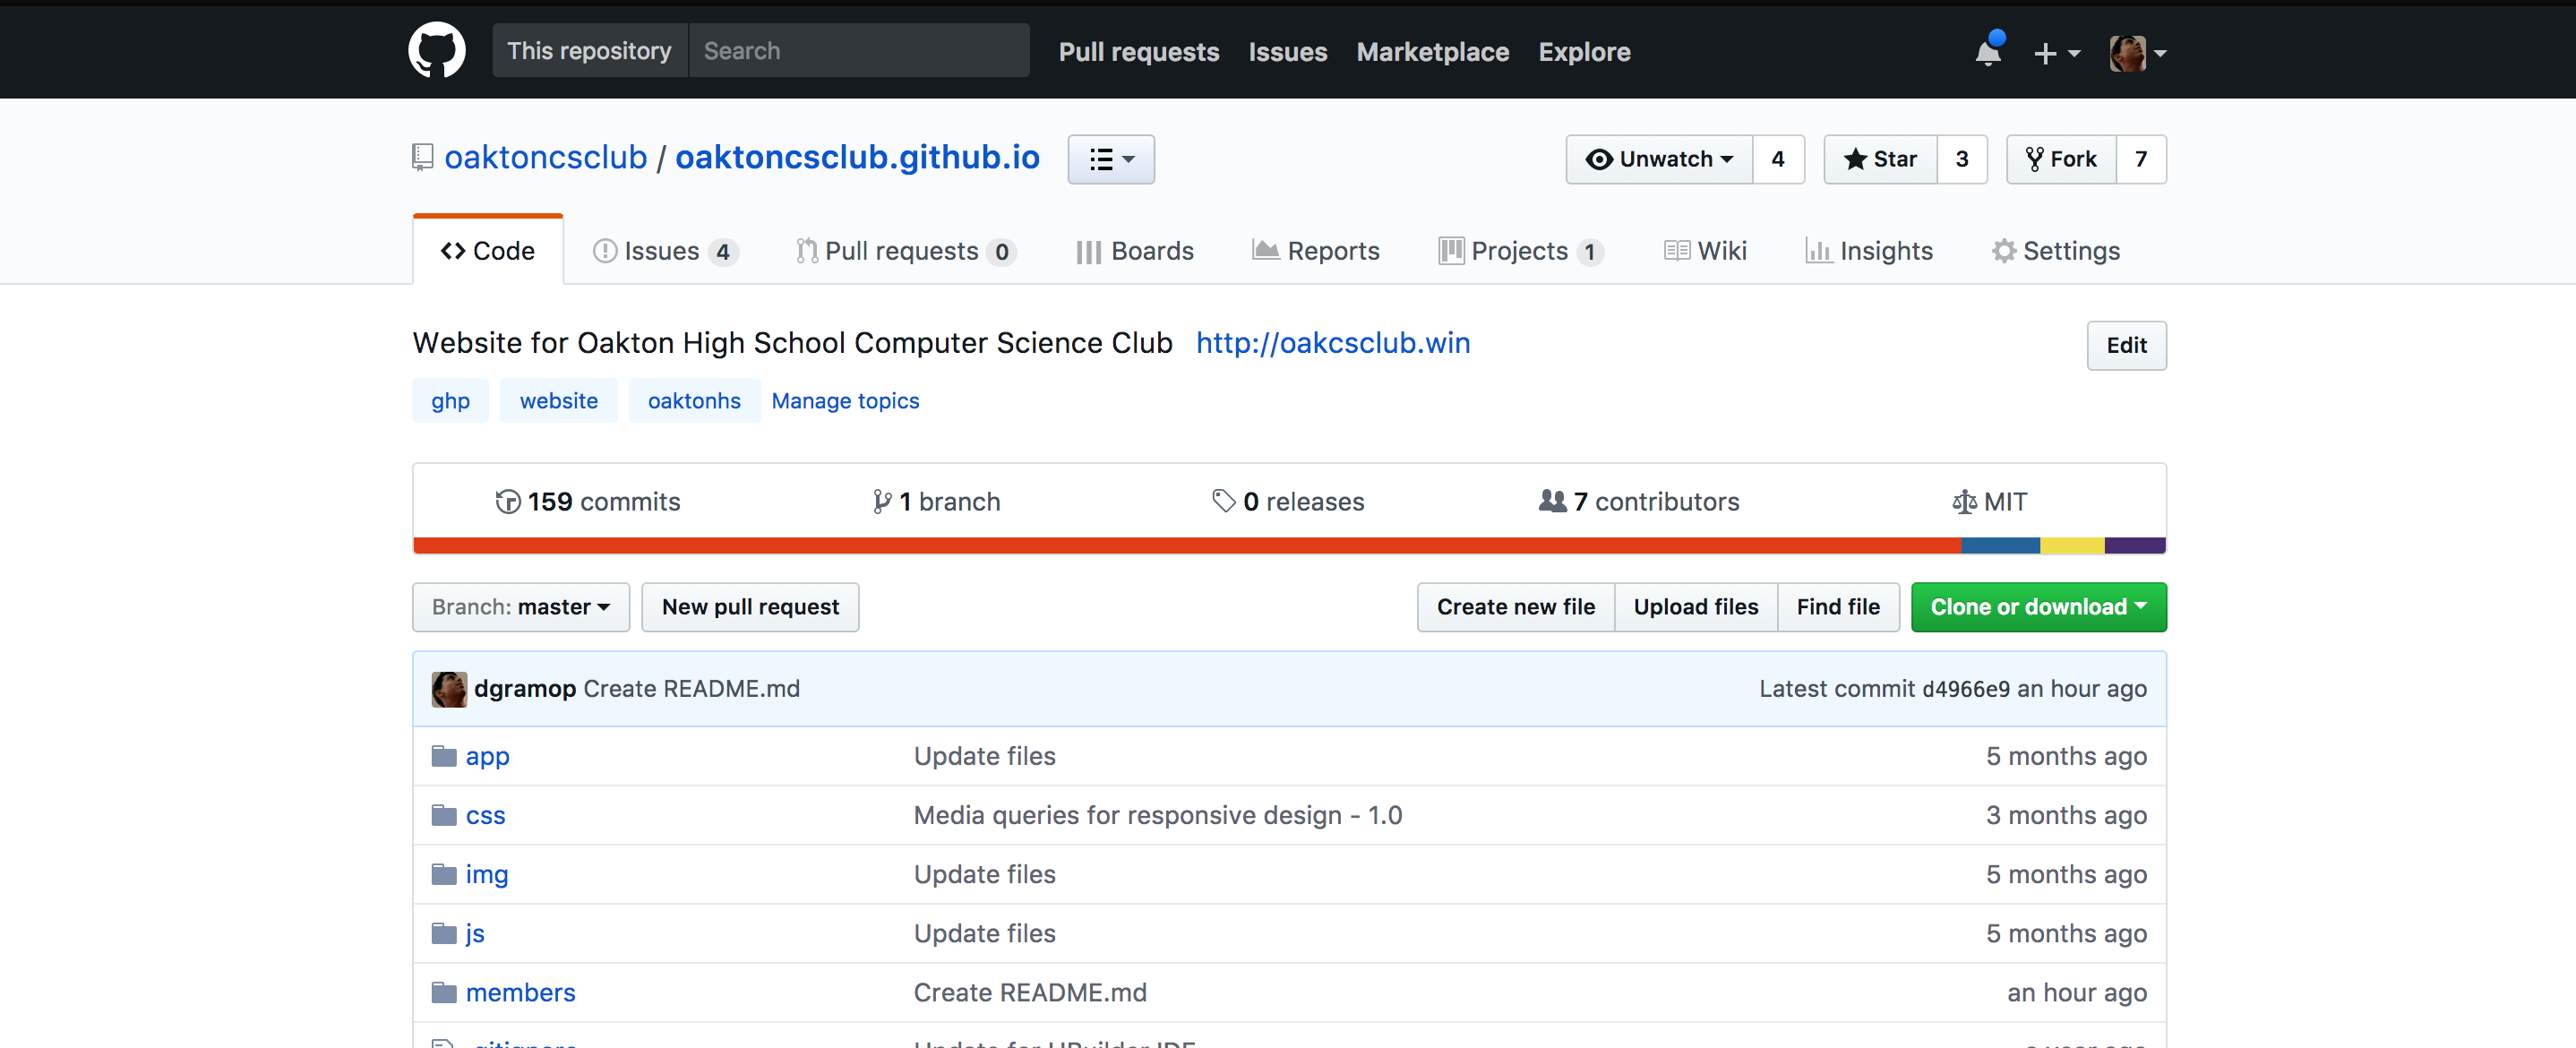 This repository Search Pull requests Issues Marketplace Explore
oaktoncsclub / oaktoncsclub.github.io Unwatch 4 Star 3 Fork 7
Code Issues 4 Pull requests 0 Boards Reports Projects 1 Wiki Insights Settings
Website for Oakton High School Computer Science Club http://oakcsclub.win Edit
ghp website oaktonhs Manage topics
159 commits 1 branch 0 releases 7 contributors MIT
Branch: master New pull request Create new file Upload files Find file Clone or download
dgramop Create README.md Latest commit d4966e9 an hour ago
app Update files 5 months ago
css Media queries for responsive design - 1.0 3 months ago
img Update files 5 months ago
js Update files 5 months ago
members Create README.md an hour ago